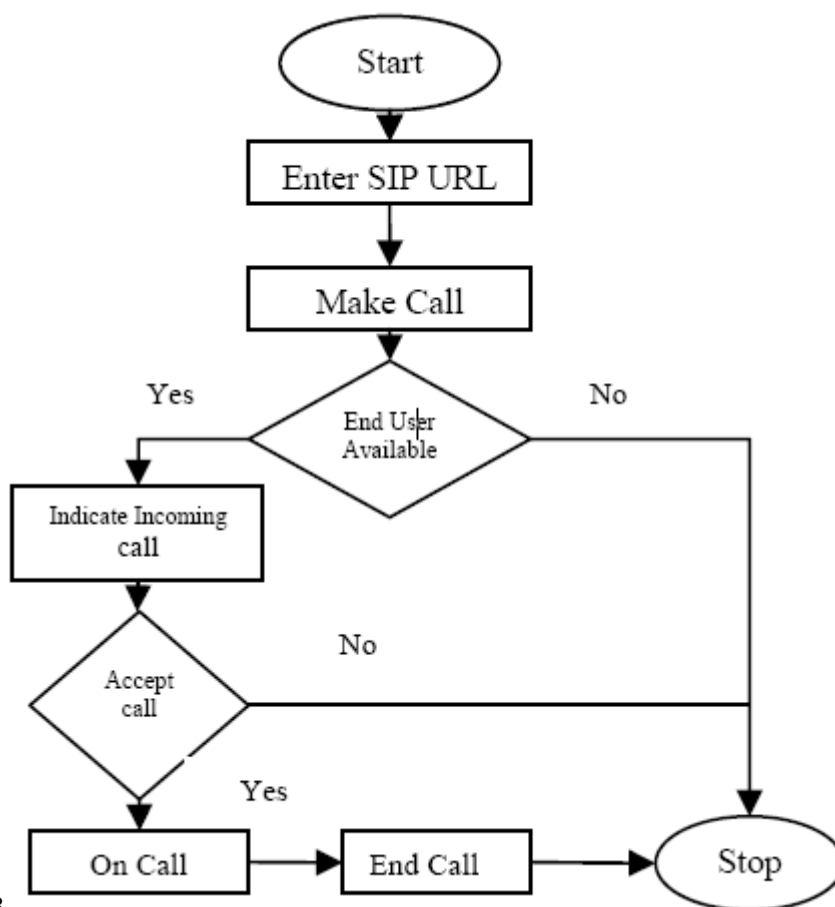 Start
Enter SIP URL
Make Call
Yes
No
End User
Available
Indicate Incoming
call
No
Accept
call
Yes
On Call
End Call
Stop